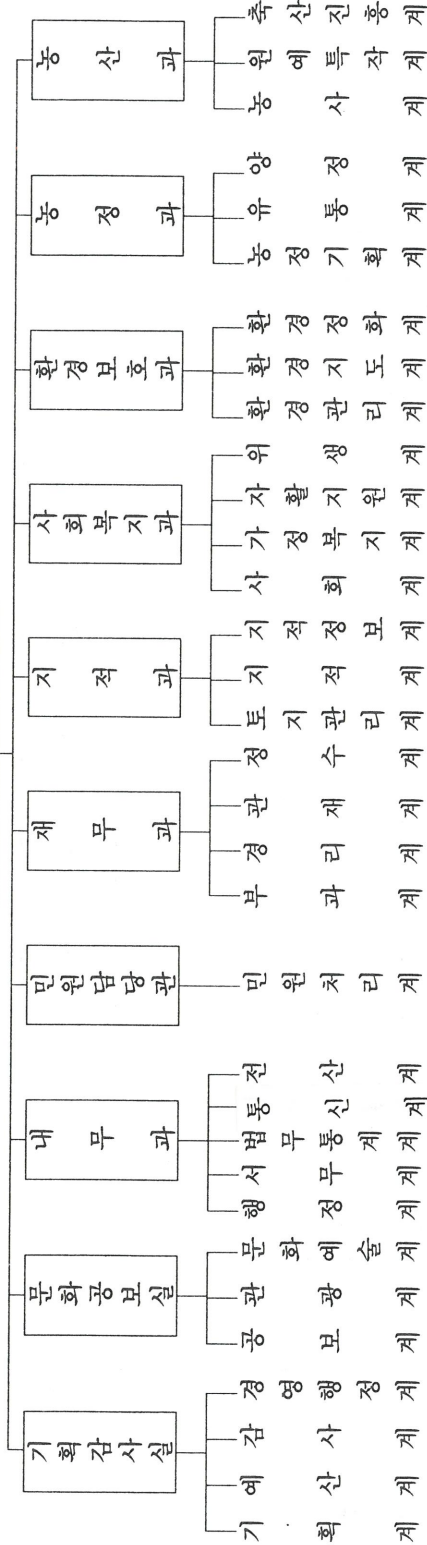 기획감사실
기획계
예산계
감사계
경영행정계
문화공보실
공보계
관광계
문화예술계
내무과
행정계
서무계
법무통계계
통신계
전산계
민원담당관
민원처리계
재무과
부과계
경리계
관재계
징수계
지적과
토지관리계
지적계
지적정보계
사회복지과
사회계
가정복지계
자활지원계
위생계
환경보호과
환경관리계
환경지도계
환경정화계
농정과
농정기획계
유통계
양정계
농산과
농사계
원예특작계
축산진흥계